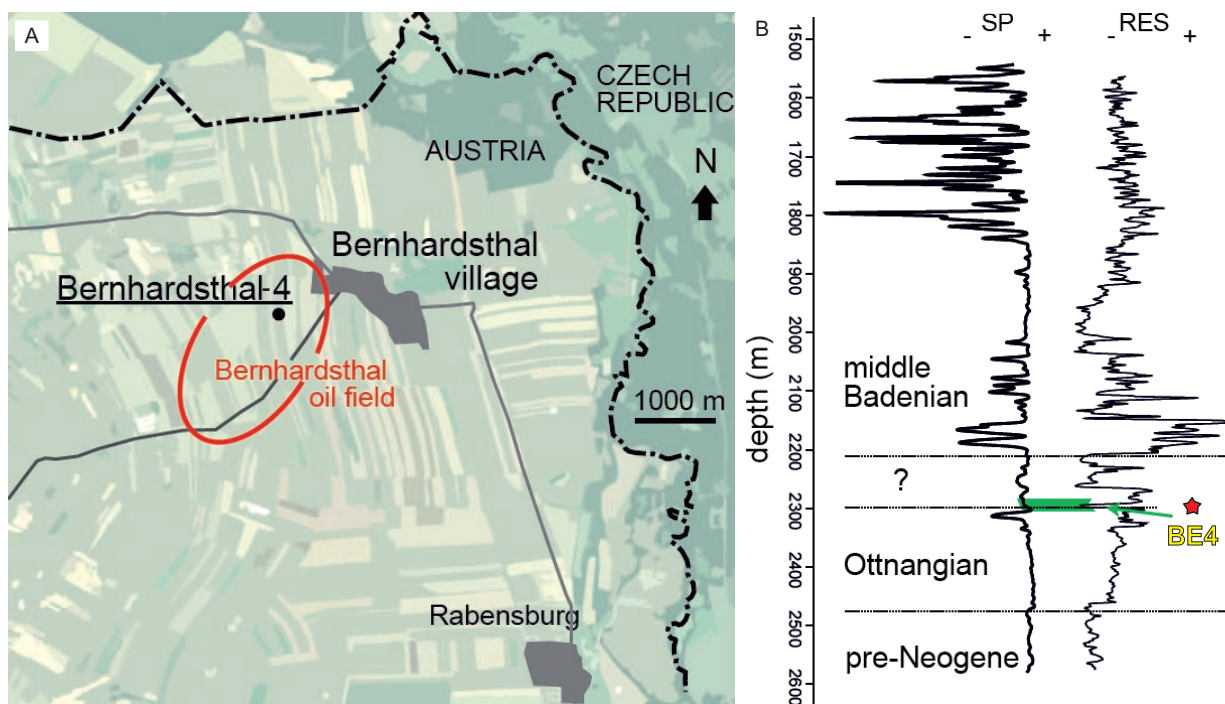 A
CZECH
REPUBLIC
AUSTRIA
N
Bernhardsthal
village
Bernhardsthal-4
Bernhardsthal
oil field
1000 m
Rabensburg
B
SP
- +
RES
- +
depth (m)
1500
1600
1700
1800
1900
2000
2100
2200
2300
2400
2500
2600
middle
Badenian
?
BE4
Ottnangian
pre-Neogene